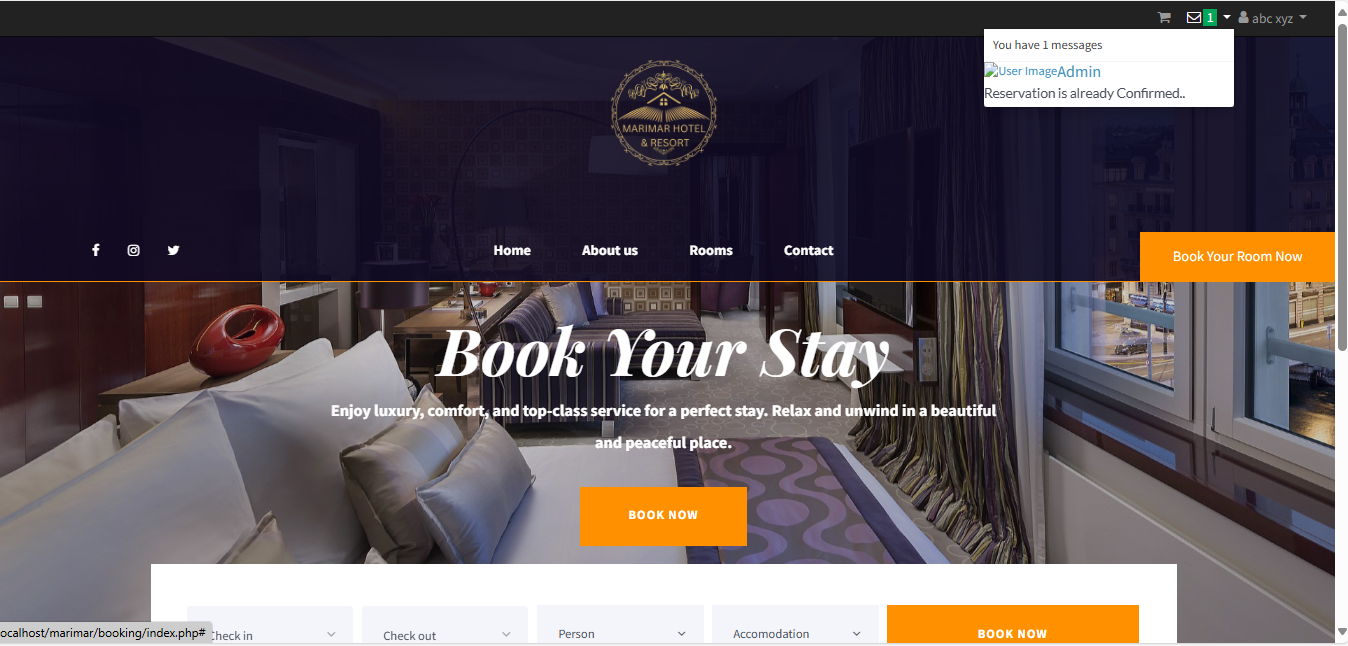 1 abc xyz
You have 1 messages
User Image Admin
Reservation is already Confirmed..
MARIMAR HOTEL
& RESORT
Home About us Rooms Contact
Book Your Room Now
Book Your Stay
Enjoy luxury, comfort, and top-class service for a perfect stay. Relax and unwind in a beautiful
and peaceful place.
BOOK NOW
Check in Check out Person Accomodation BOOK NOW
ocalhost/marimar/booking/index.php#